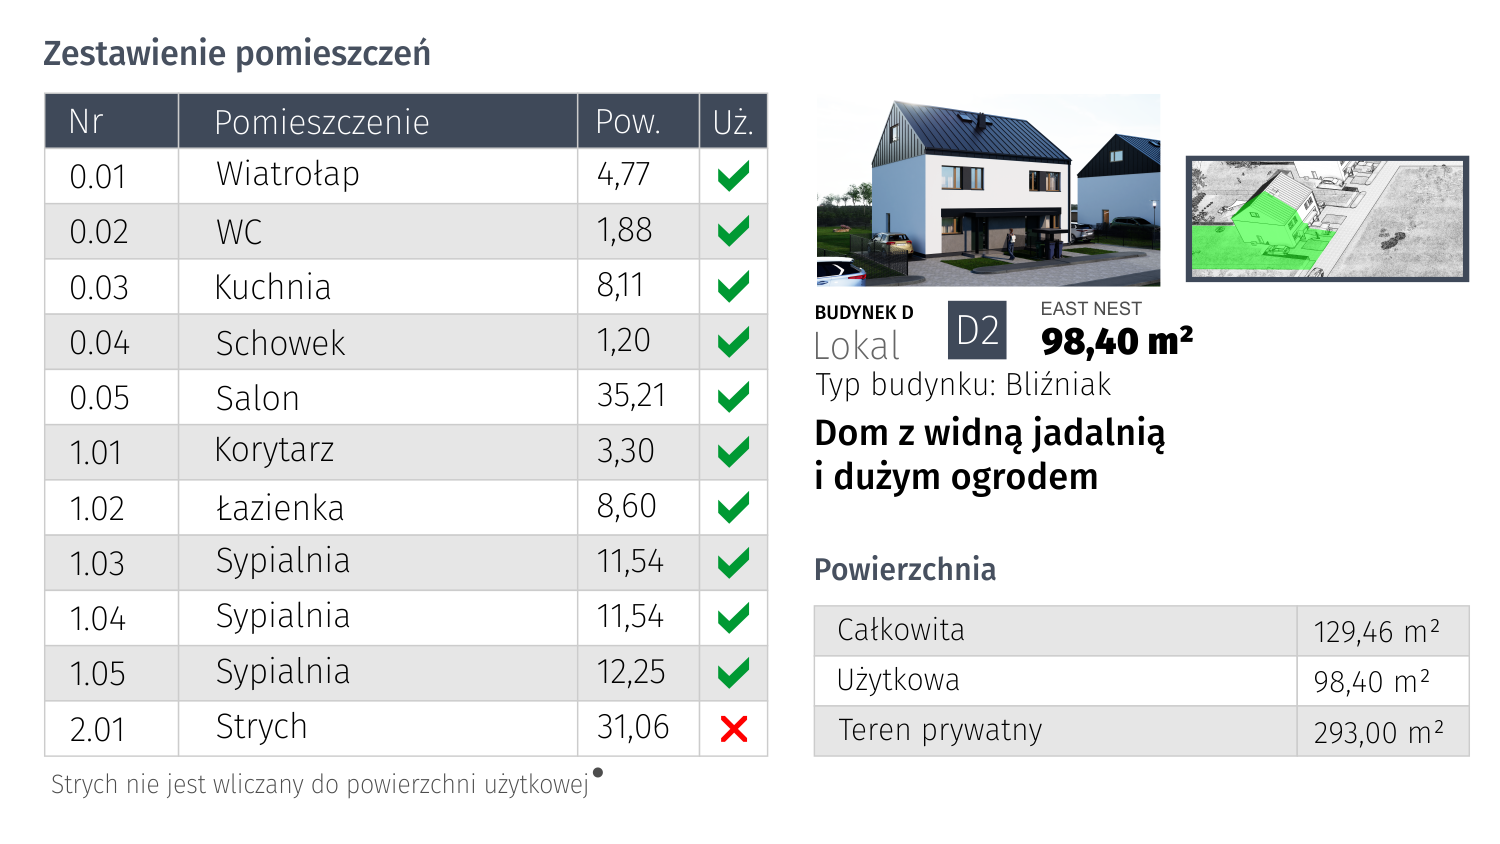 Zestawienie pomieszczeń
Nr Pomieszczenie Pow. Uż.
0.01 Wiatrołap 4,77
0.02 WC 1,88
0.03 Kuchnia 8,11
0.04 Schowek 1,20
0.05 Salon 35,21
1.01 Korytarz 3,30
1.02 Łazienka 8,60
1.03 Sypialnia 11,54
1.04 Sypialnia 11,54
1.05 Sypialnia 12,25
2.01 Strych 31,06
Strych nie jest wliczany do powierzchni użytkowej
BUDYNEK D
Lokal
D2
EAST NEST
98,40 m²
Typ budynku: Bliźniak
Dom z widną jadalnią
i dużym ogrodem
Powierzchnia
Całkowita 129,46 m²
Użytkowa 98,40 m²
Teren prywatny 293,00 m²